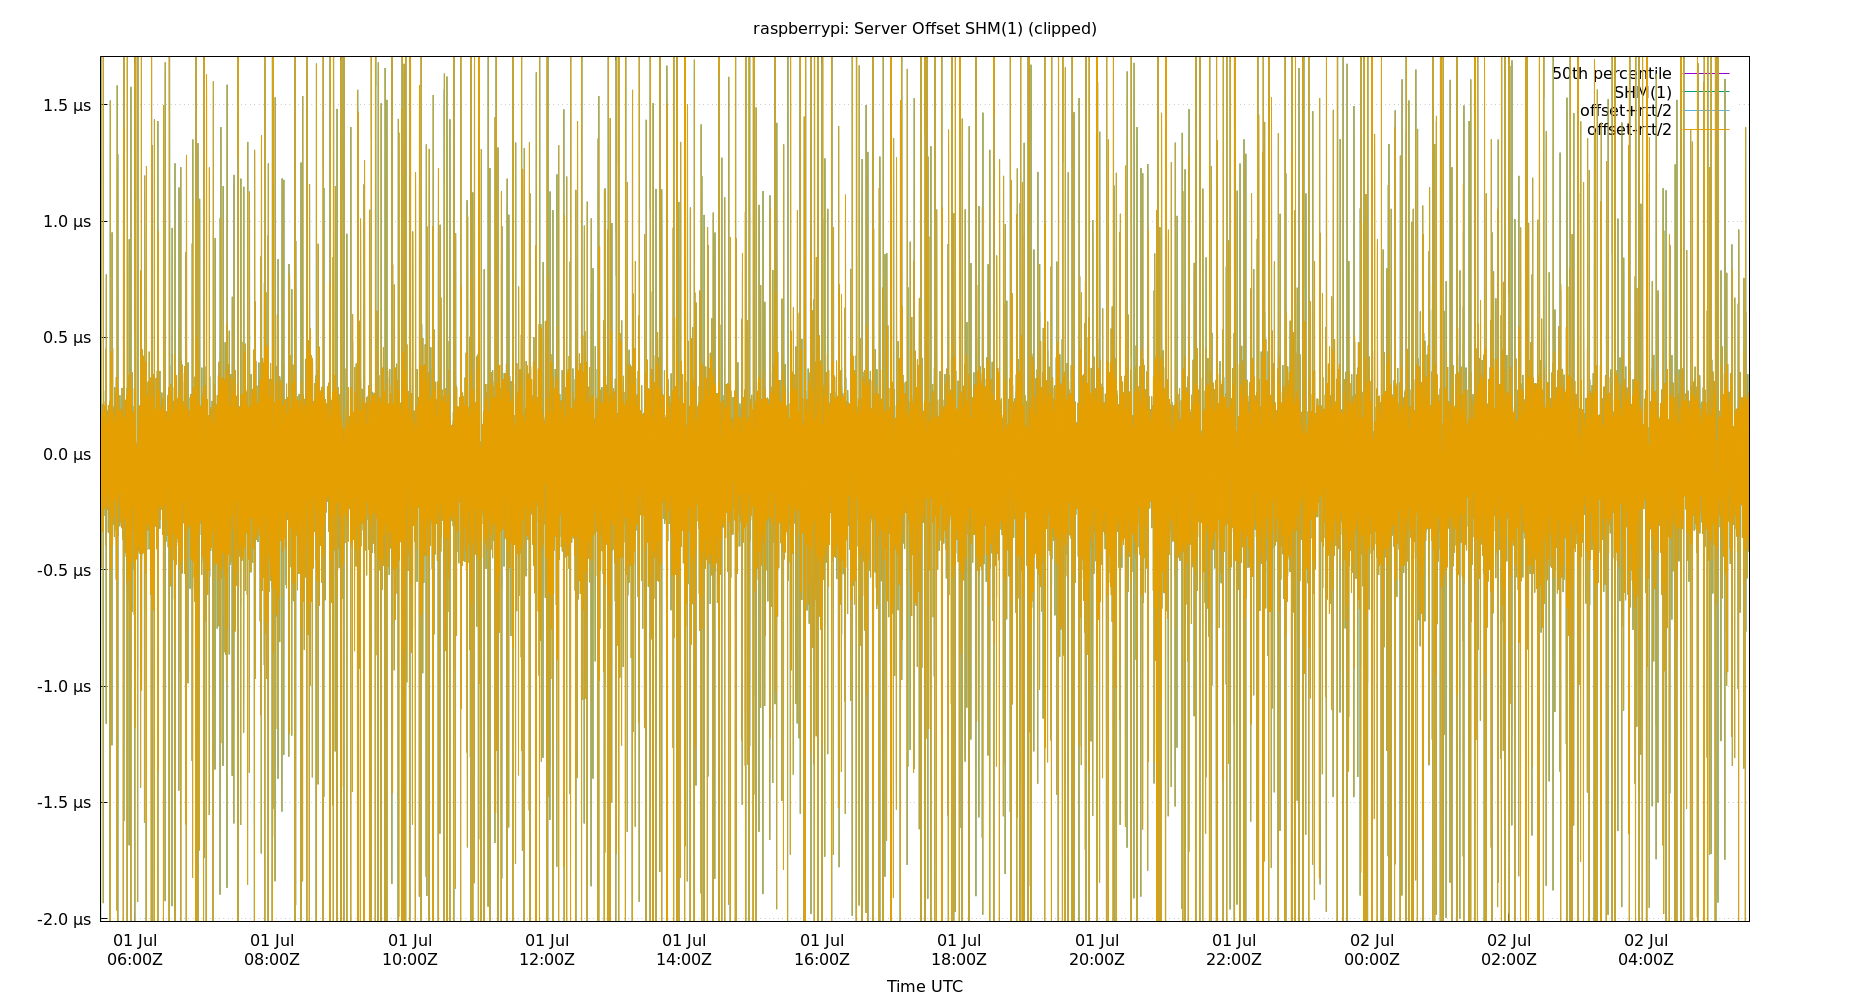 raspberrypi: Server Offset SHM(1) (clipped)
50th percentile
SHM(1)
offset+rtt/2
offset-rtt/2
1.5 µs
1.0 µs
0.5 µs
0.0 µs
-0.5 µs
-1.0 µs
-1.5 µs
-2.0 µs
01 Jul 01 Jul 01 Jul 01 Jul 01 Jul 01 Jul 01 Jul 01 Jul 01 Jul 02 Jul 02 Jul 02 Jul
06:00Z 08:00Z 10:00Z 12:00Z 14:00Z 16:00Z 18:00Z 20:00Z 22:00Z 00:00Z 02:00Z 04:00Z
Time UTC